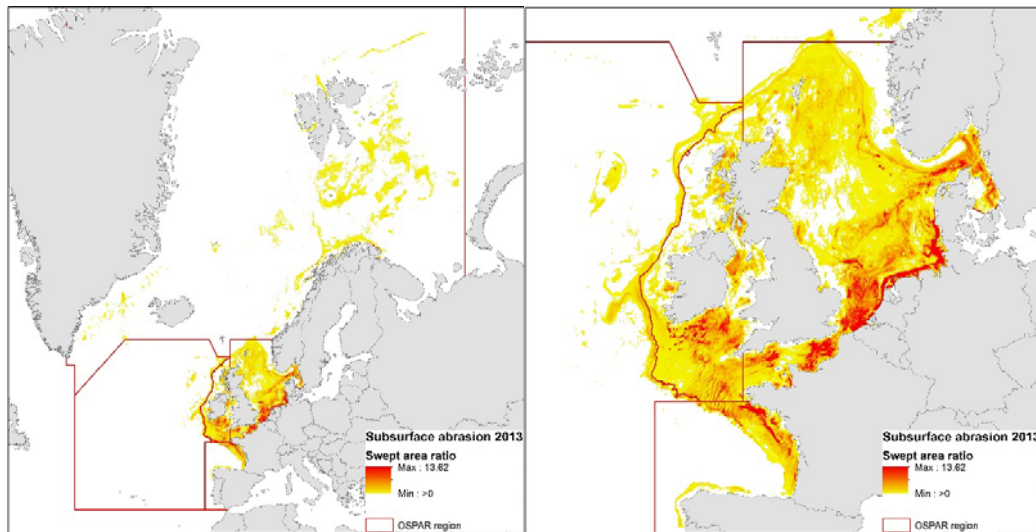 Subsurface abrasion 2013
Swept area ratio
Max : 13.62
Min : >0
OSPAR region
Subsurface abrasion 2013
Swept area ratio
Max : 13.62
Min : >0
OSPAR region